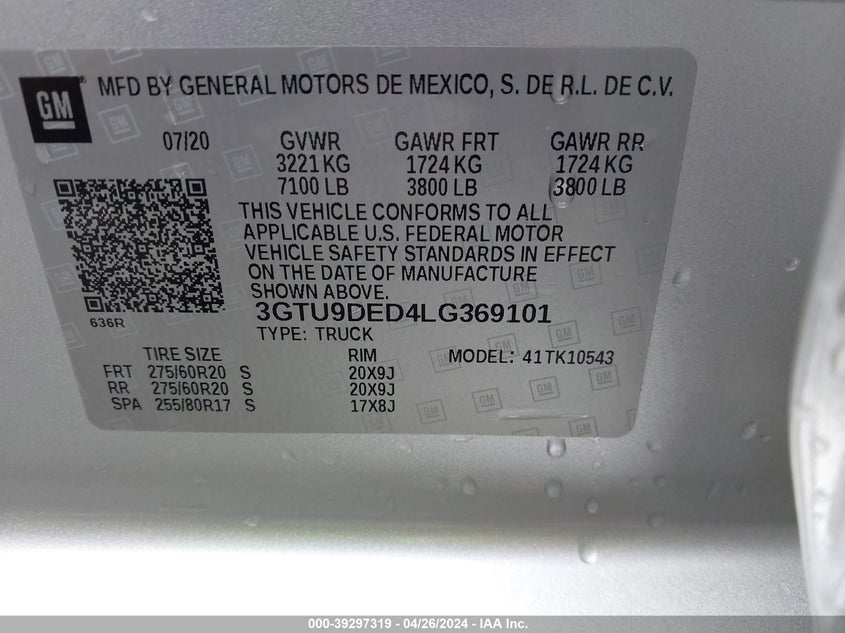 GM
MFD BY GENERAL MOTORS DE MEXICO, S. DE R.L. DE C.V.
07/20 GVWR GAWR FRT GAWR RR
3221 KG 1724 KG 1724 KG
7100 LB 3800 LB 3800 LB
THIS VEHICLE CONFORMS TO ALL
APPLICABLE U.S. FEDERAL MOTOR
VEHICLE SAFETY STANDARDS IN EFFECT
ON THE DATE OF MANUFACTURE
SHOWN ABOVE.
3GTU9DED4LG369101
636R
TYPE: TRUCK
TIRE SIZE RIM MODEL: 41TK10543
FRT 275/60R20 S 20X9J
RR 275/60R20 S 20X9J
SPA 255/80R17 S 17X8J
000-39297319 - 04/26/2024 - IAA Inc.